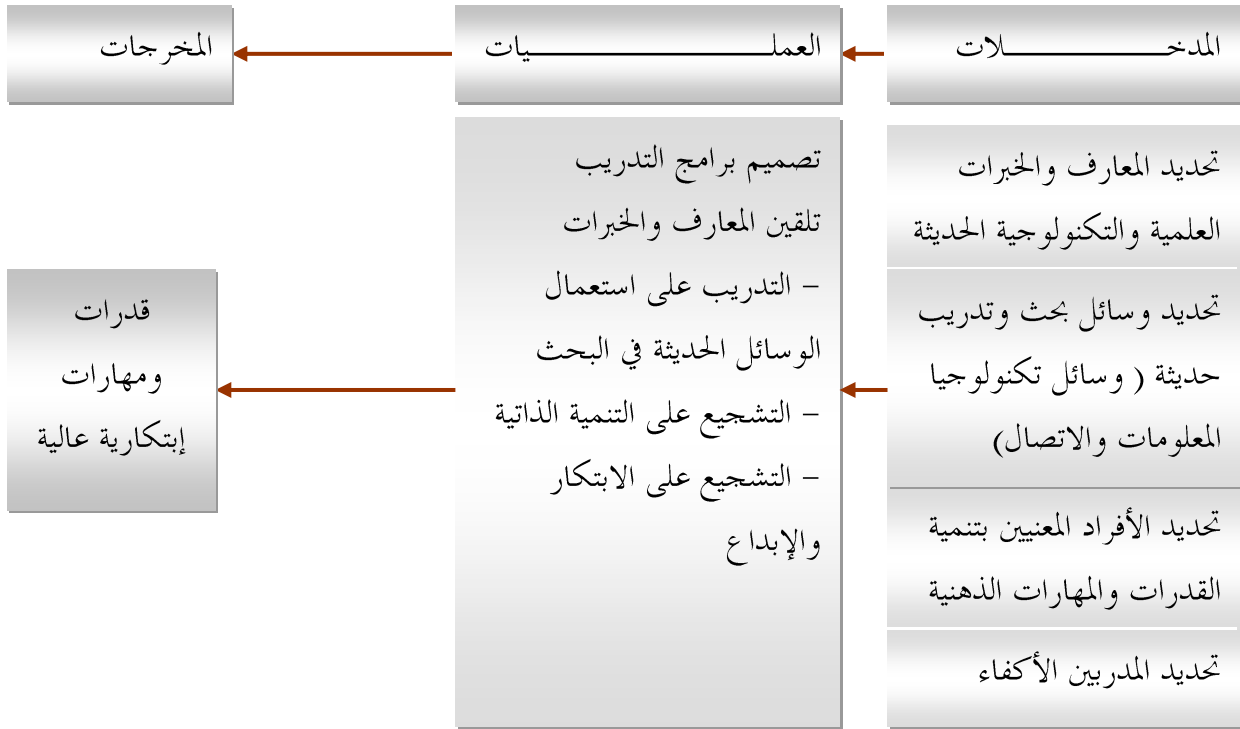 المدخـــــــــلات
العملـــــــــــــــــيات
المخرجات
تحديد المعارف والخبرات
العلمية والتكنولوجية الحديثة
تحديد وسائل بحث وتدريب
حديثة ( وسائل تكنولوجيا
المعلومات والاتصال)
تحديد الأفراد المعنيين بتنمية
القدرات والمهارات الذهنية
تحديد المدربين الأكفاء
تصميم برامج التدريب
تلقين المعارف والخبرات
– التدريب على استعمال
الوسائل الحديثة في البحث
– التشجيع على التنمية الذاتية
– التشجيع على الابتكار
والإبداع
قدرات
ومهارات
إبتكارية عالية